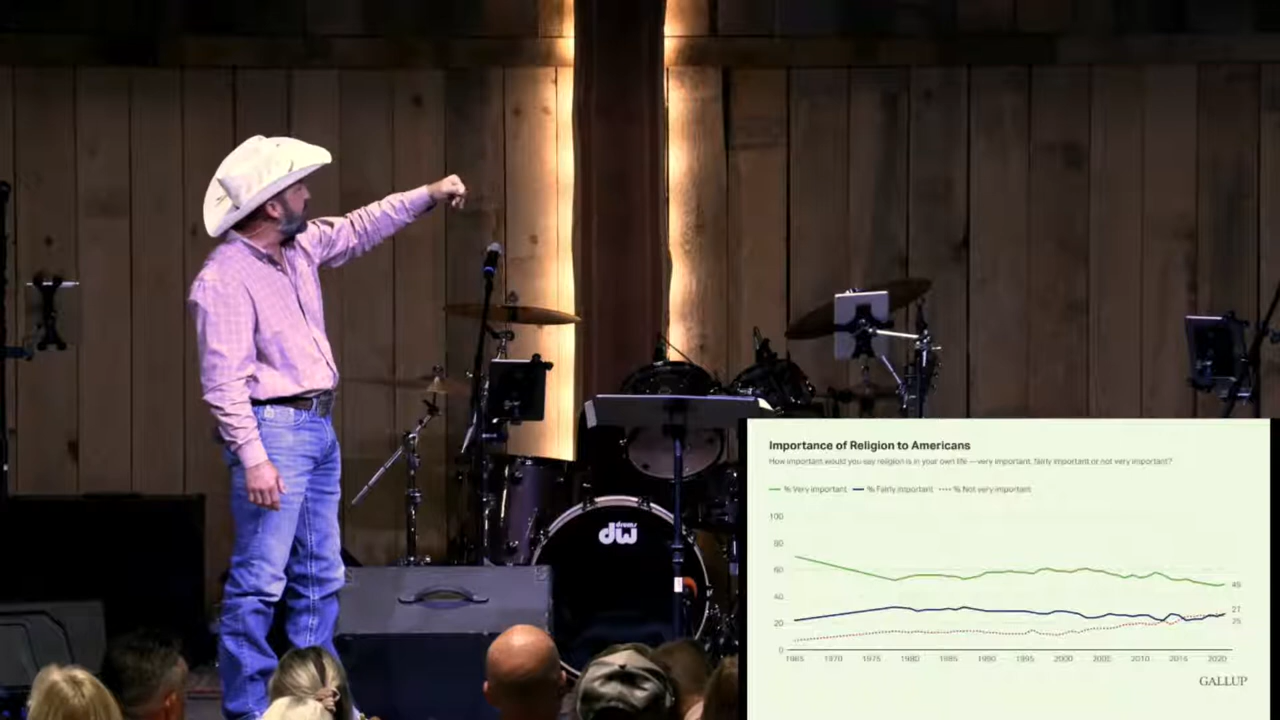 drums
dw
Importance of Religion to Americans
How important would you say religion is in your own life — very important, fairly important or not very important?
% Very important % Fairly important % Not very important
100
80
60
40
20
0
49
27
25
1965 1970 1975 1980 1985 1990 1995 2000 2005 2010 2015 2020
GALLUP